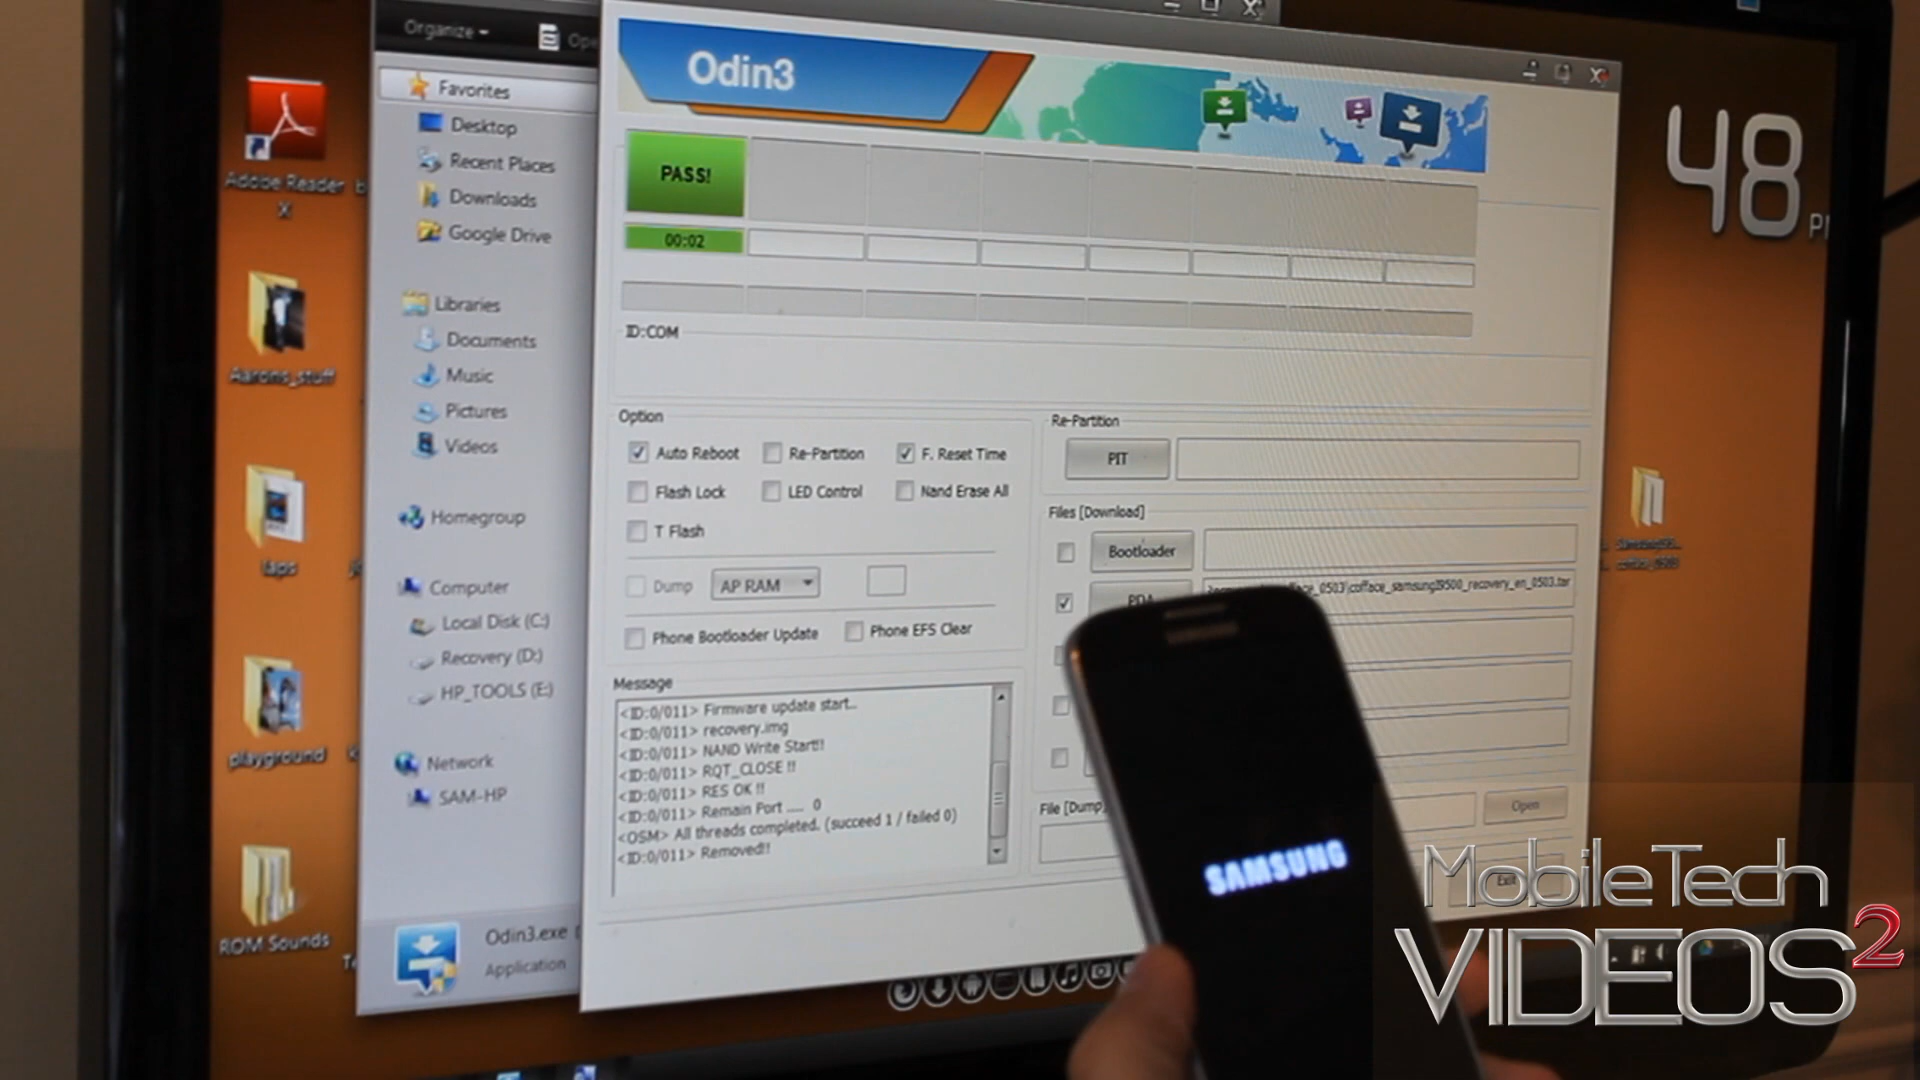 Organize
Adobe Reader
X
Aarons_stuff
taps
playground
ROM Sounds
Favorites
Desktop
Recent Places
Downloads
Google Drive
Libraries
Documents
Music
Pictures
Videos
Homegroup
Computer
Local Disk (C:)
Recovery (D:)
HP_TOOLS (E:)
Network
SAM-HP
Odin3.exe
Application
Odin3
PASS!
00:02
ID:COM
Option
Auto Reboot
Re-Partition
F. Reset Time
Flash Lock
LED Control
Nand Erase All
T Flash
Dump
AP RAM
Phone Bootloader Update
Phone EFS Clear
Message
<ID:0/011> Firmware update start..
<ID:0/011> recovery.img
<ID:0/011> NAND Write Start!!
<ID:0/011> RQT_CLOSE !!
<ID:0/011> RES OK !!
<ID:0/011> Remain Port .... 0
<OSM> All threads completed. (succeed 1 / failed 0)
<ID:0/011> Removed!!
Re-Partition
PIT
Files [Download]
Bootloader
PDA
_0503\cofface_samsungI9500_recovery_en_0503.tar
File [Dump]
Open
Exit
48
SAMSUNG
SAMSUNG
MobileTech
VIDEOS2